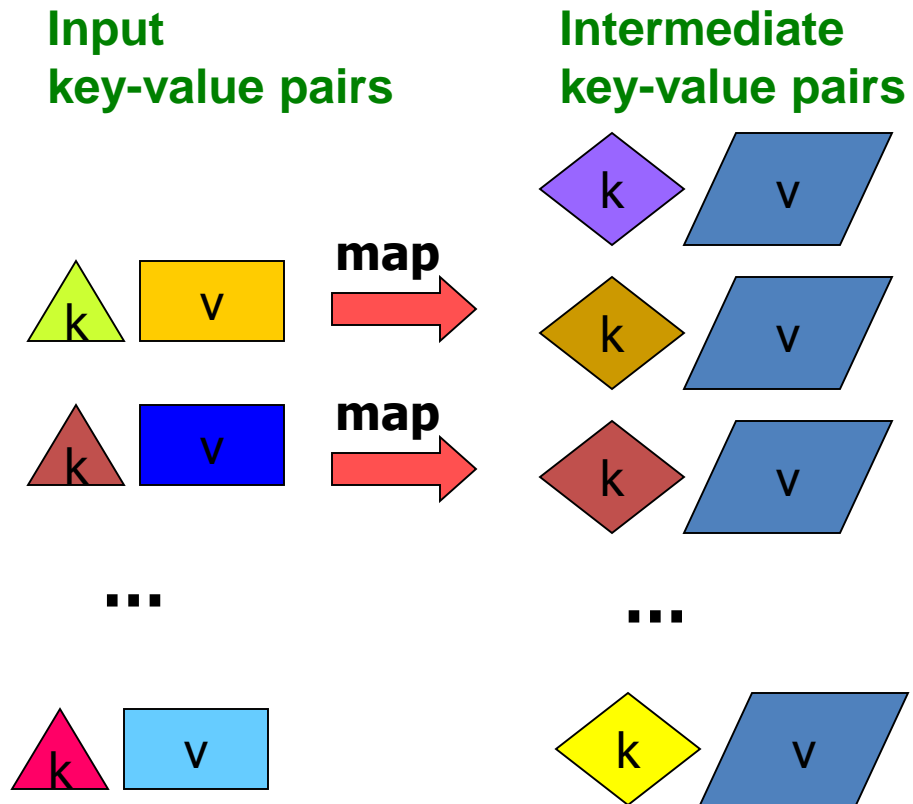 Input
key-value pairs
Intermediate
key-value pairs
k v
map
k v
k v
k v
map
k v
...
...
k v
k v